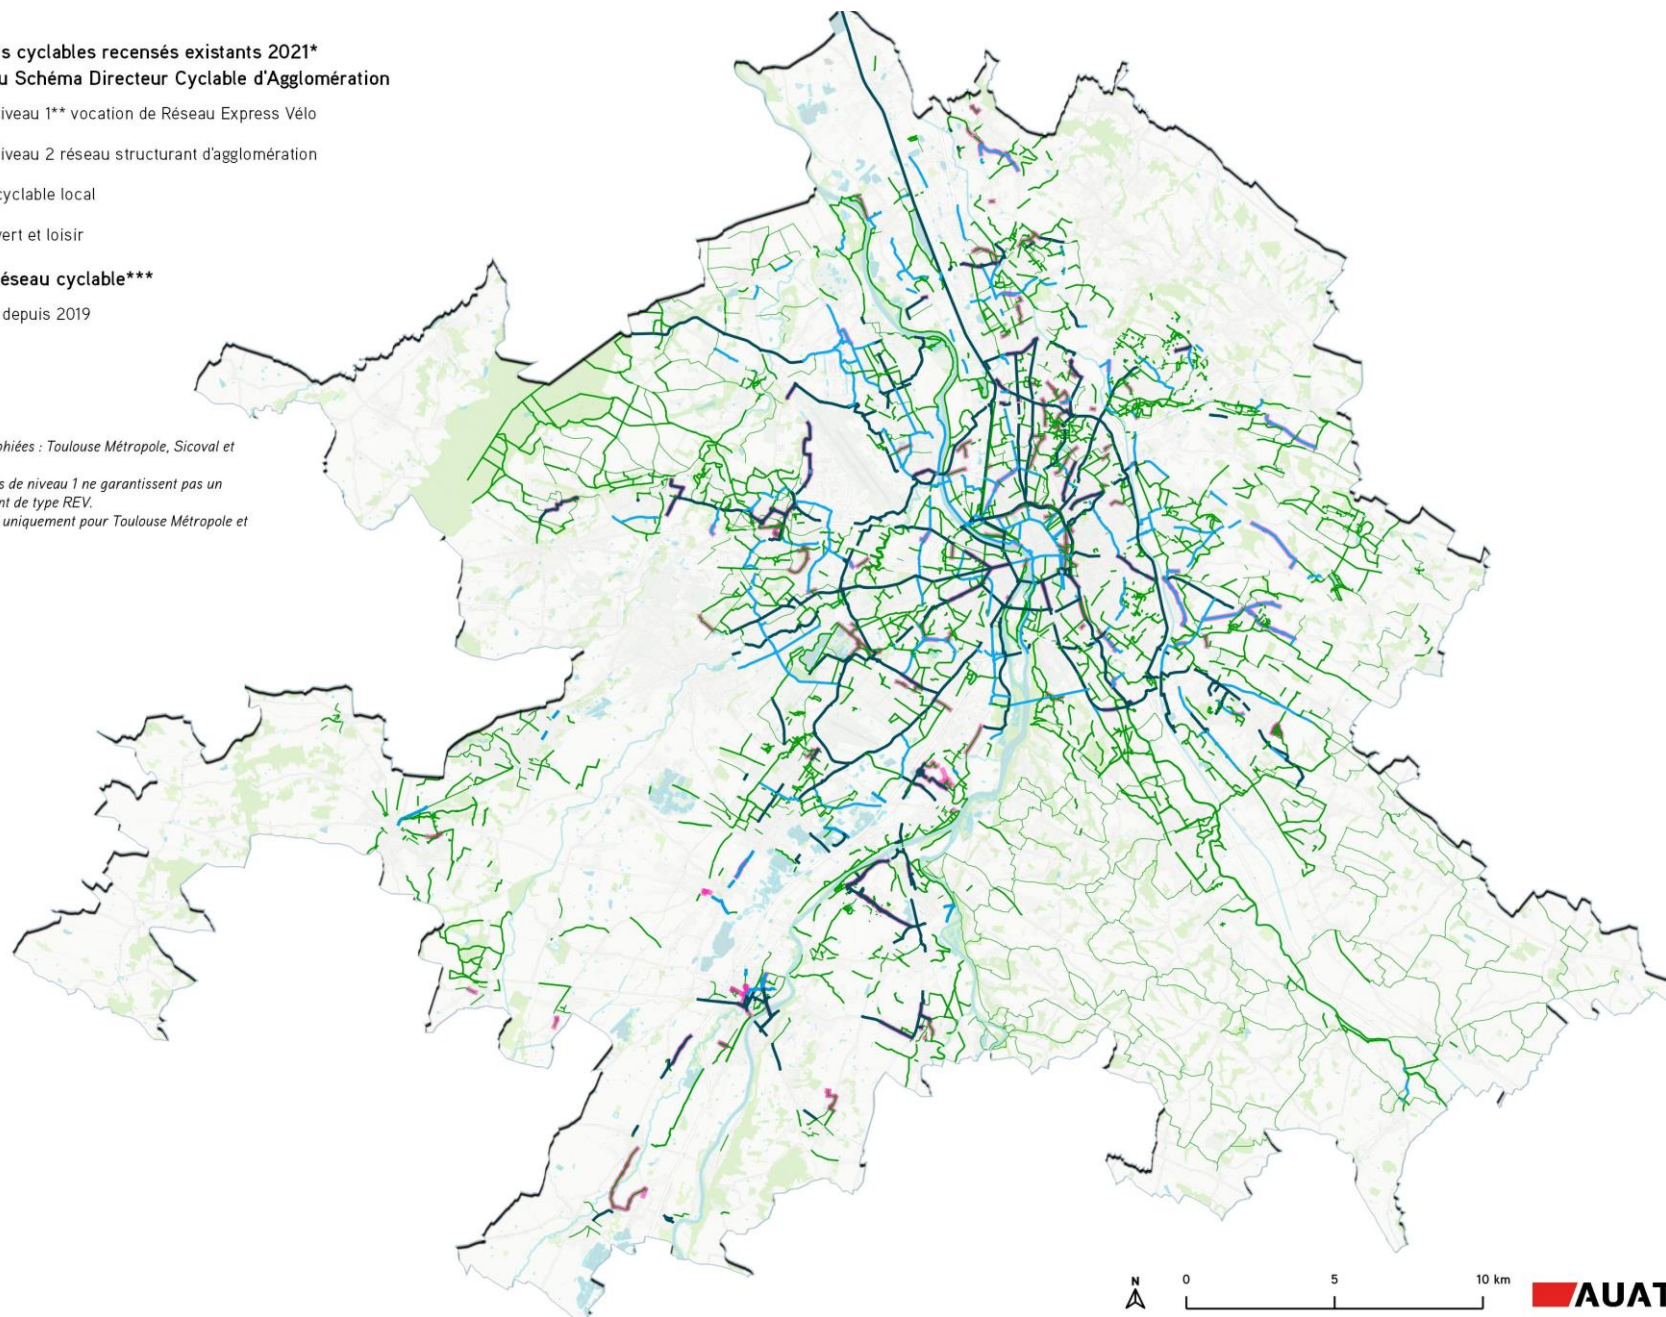 s cyclables recensés existants 2021*
u Schéma Directeur Cyclable d'Agglomération
iveau 1** vocation de Réseau Express Vélo
iveau 2 réseau structurant d'agglomération
cyclable local
vert et loisir
éseau cyclable***
depuis 2019
phiées : Toulouse Métropole, Sicoval et
s de niveau 1 ne garantissent pas un
nt de type REV.
uniquement pour Toulouse Métropole et
N
0 5 10 km
AUAT